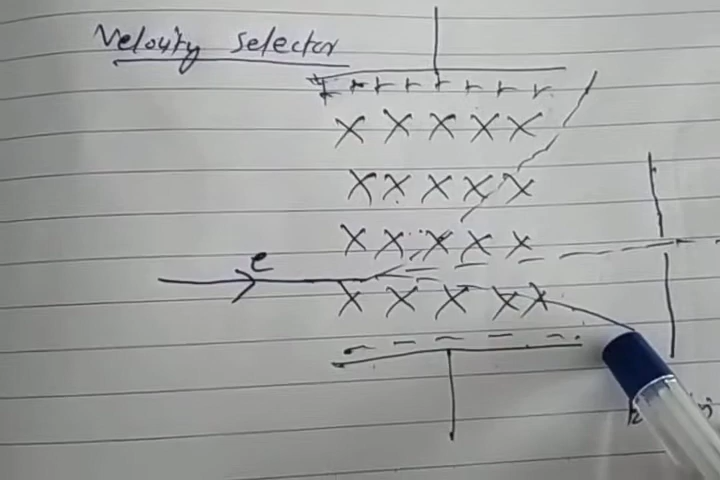 Velocity selector
+ + + + + + + +
X X X X X
X X X X X
X X X X X
e
X X X X X
- - - - - -